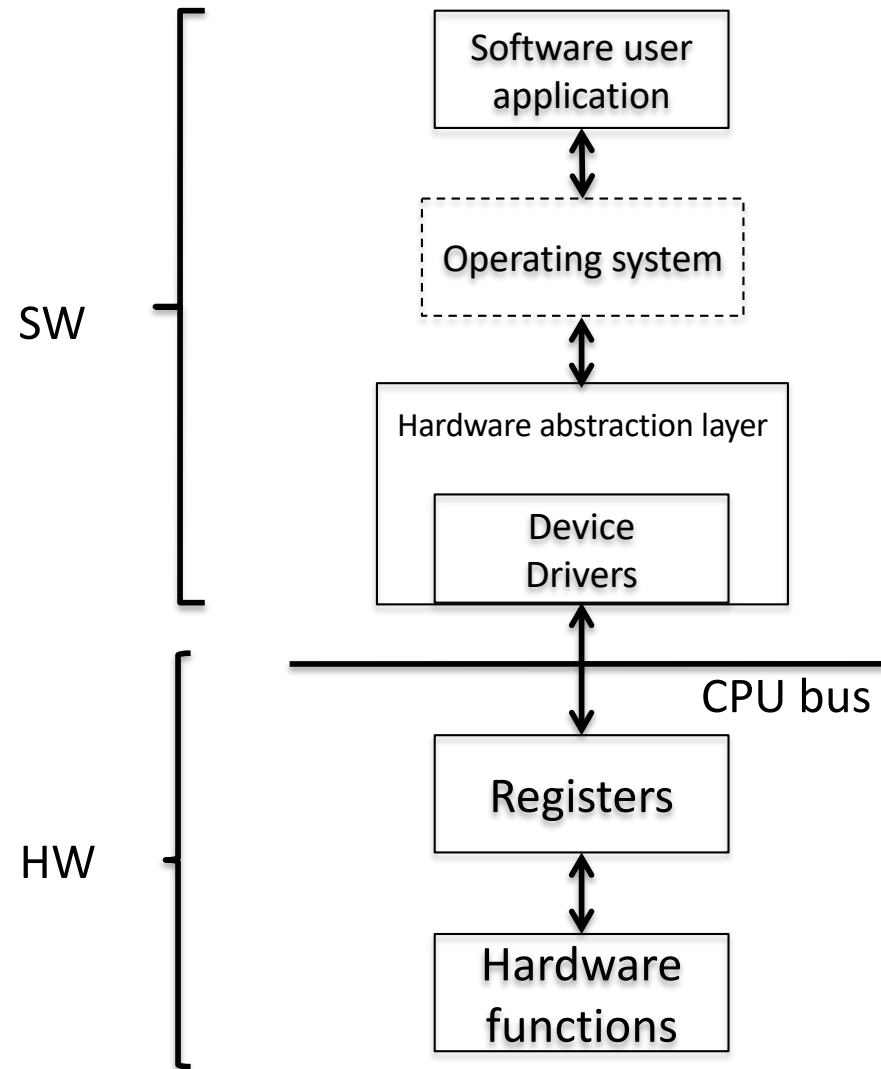 Software user
application
Operating system
SW
Hardware abstraction layer
Device
Drivers
CPU bus
Registers
HW
Hardware
functions